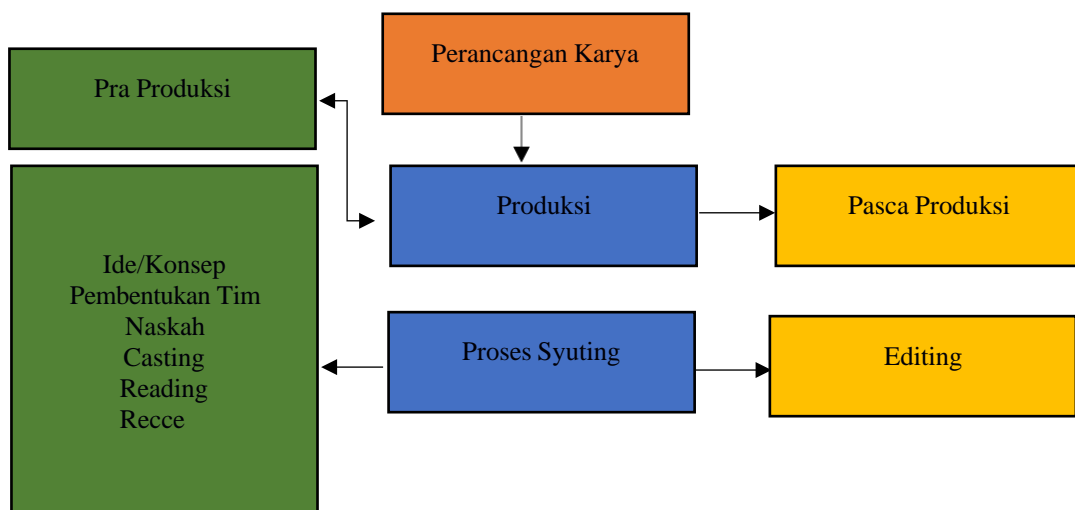 Perancangan Karya
Pra Produksi
Produksi
Pasca Produksi
Ide/Konsep
Pembentukan Tim
Naskah
Casting
Reading
Recce
Proses Syuting
Editing